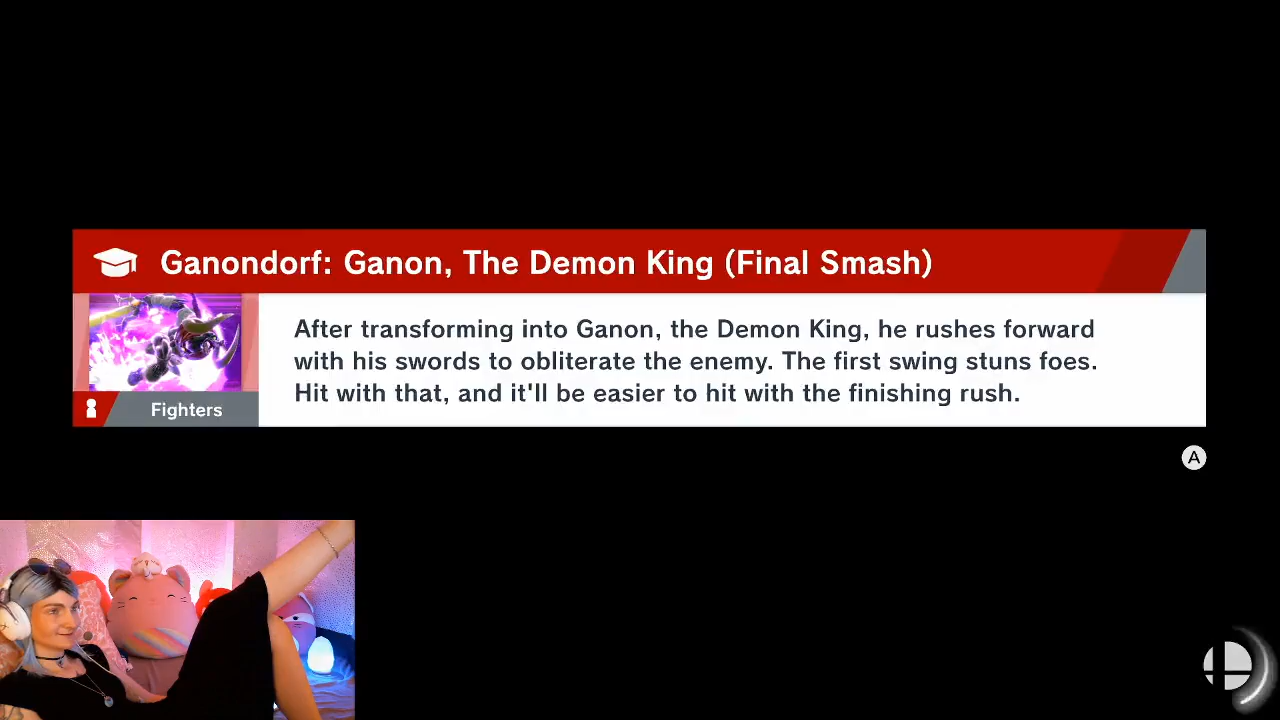 Ganondorf: Ganon, The Demon King (Final Smash)
After transforming into Ganon, the Demon King, he rushes forward
with his swords to obliterate the enemy. The first swing stuns foes.
Hit with that, and it'll be easier to hit with the finishing rush.
Fighters
A